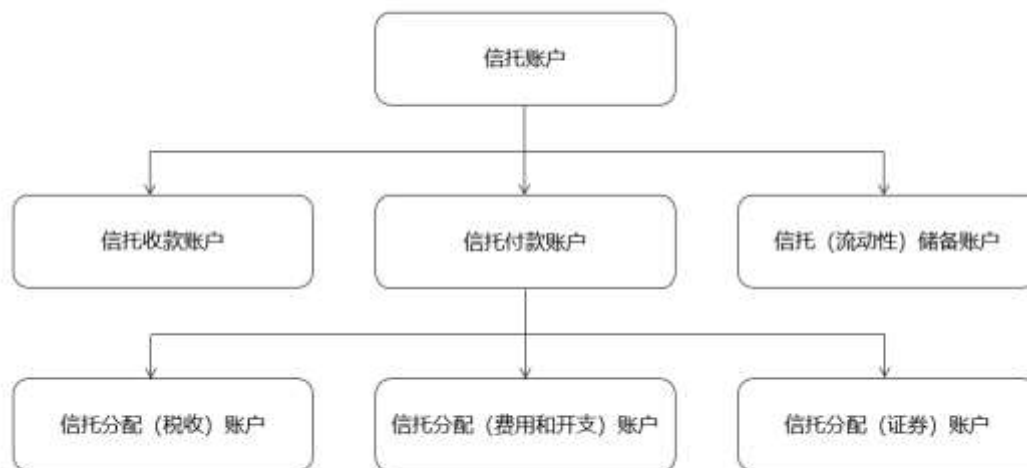 信托账户
信托收款账户
信托付款账户
信托（流动性）储备账户
信托分配（税收）账户
信托分配（费用和开支）账户
信托分配（证券）账户